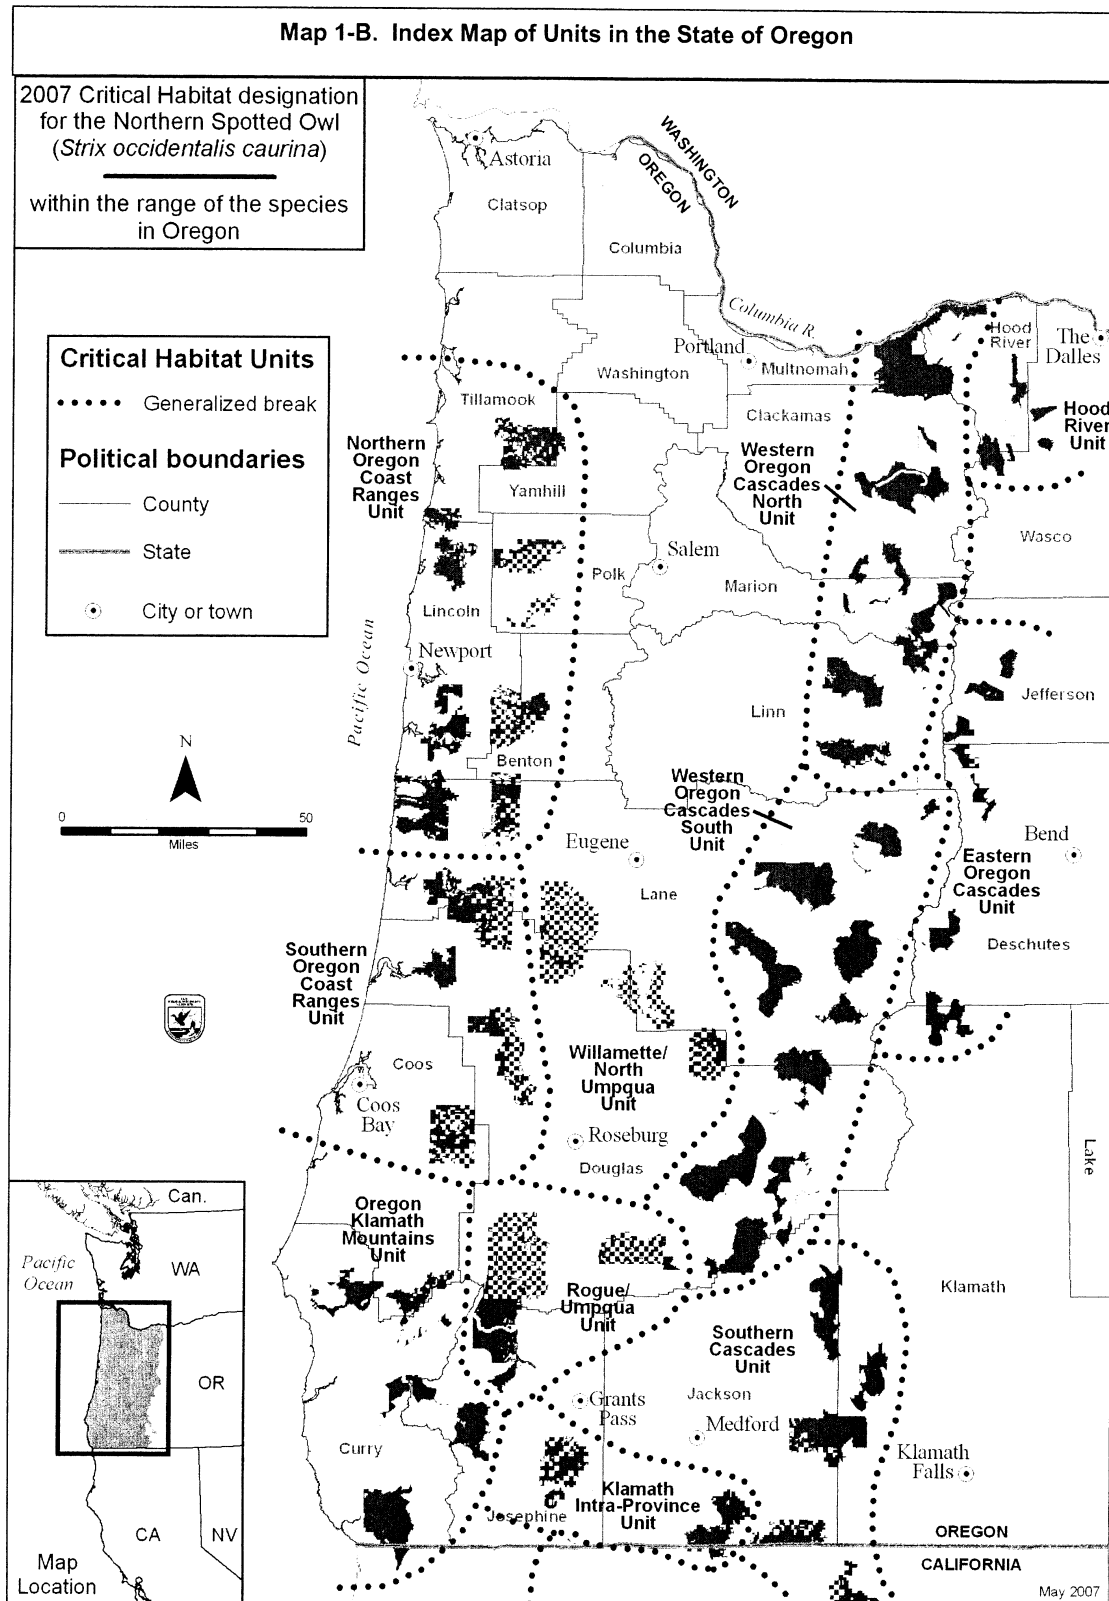 Map 1-B. Index Map of Units in the State of Oregon
2007 Critical Habitat designation
for the Northern Spotted Owl
(Strix occidentalis caurina)
within the range of the species
in Oregon
Critical Habitat Units
Generalized break
Political boundaries
County
State
City or town
N
0
50
Miles
WASHINGTON
OREGON
Astoria
Clatsop
Columbia
Columbia R.
Portland
Multnomah
Washington
Hood
River
The
Dalles
Tillamook
Clackamas
Hood
River
Unit
Northern
Oregon
Coast
Ranges
Unit
Western
Oregon
Cascades
North
Unit
Yamhill
Wasco
Salem
Polk
Marion
Lincoln
Pacific Ocean
Newport
Linn
Jefferson
Benton
Western
Oregon
Cascades
South
Unit
Eugene
Bend
Eastern
Oregon
Cascades
Unit
Lane
Deschutes
Southern
Oregon
Coast
Ranges
Unit
Coos
Willamette/
North
Umpqua
Unit
Coos
Bay
Roseburg
Douglas
Lake
Oregon
Klamath
Mountains
Unit
Klamath
Rogue/
Umpqua
Unit
Southern
Cascades
Unit
Grants
Pass
Jackson
Medford
Curry
Klamath
Falls
Klamath
Intra-Province
Unit
Josephine
OREGON
CALIFORNIA
May 2007
Can.
Pacific
Ocean
WA
OR
CA
NV
Map
Location